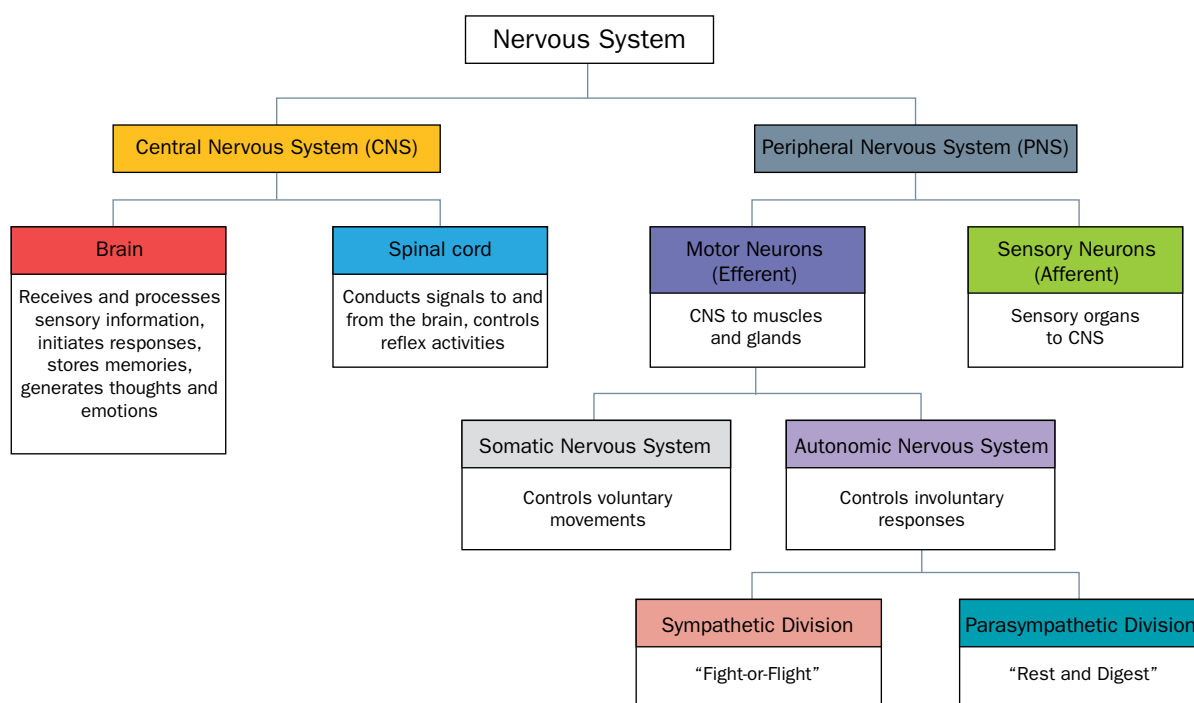 Nervous System
Central Nervous System (CNS)
Peripheral Nervous System (PNS)
Brain
Receives and processes
sensory information,
initiates responses,
stores memories,
generates thoughts and
emotions
Spinal cord
Conducts signals to and
from the brain, controls
reflex activities
Motor Neurons
(Efferent)
CNS to muscles
and glands
Sensory Neurons
(Afferent)
Sensory organs
to CNS
Somatic Nervous System
Controls voluntary
movements
Autonomic Nervous System
Controls involuntary
responses
Sympathetic Division
“Fight-or-Flight”
Parasympathetic Division
“Rest and Digest”